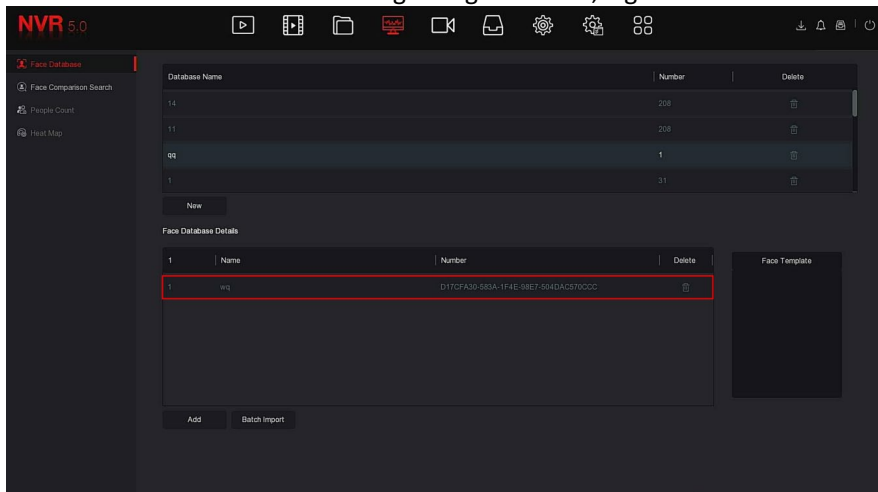 NVR 5.0
Face Database
Face Comparison Search
People Count
Heat Map
Database Name Number Delete
14 208
11 208
qq 1
1 31
New
Face Database Details
1 Name Number Delete
1 wq D17CFA30-583A-1F4E-98E7-504DAC570CCC
Face Template
Add Batch Import